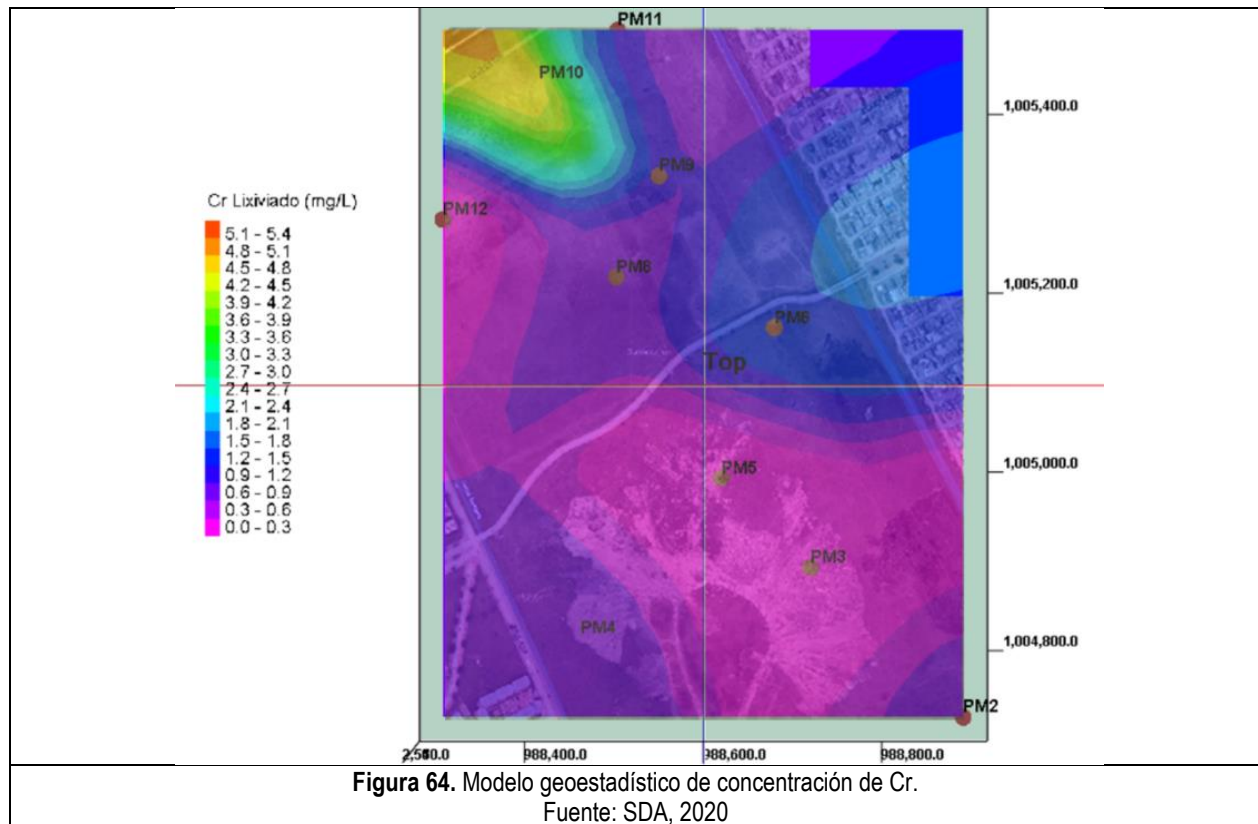 PM11
PM10
1,005,400.0
PM9
Cr Lixiviado (mg/L)
PM12
5.1 - 5.4
4.8 - 5.1
4.5 - 4.8
4.2 - 4.5
3.9 - 4.2
3.6 - 3.9
3.3 - 3.6
3.0 - 3.3
2.7 - 3.0
2.4 - 2.7
2.1 - 2.4
1.8 - 2.1
1.5 - 1.8
1.2 - 1.5
0.9 - 1.2
0.6 - 0.9
0.3 - 0.6
0.0 - 0.3
PM8
1,005,200.0
PM6
Top
PM5
1,005,000.0
PM3
PM4
1,004,800.0
PM2
988,400.0
988,600.0
988,800.0
Figura 64. Modelo geoestadístico de concentración de Cr.
Fuente: SDA, 2020